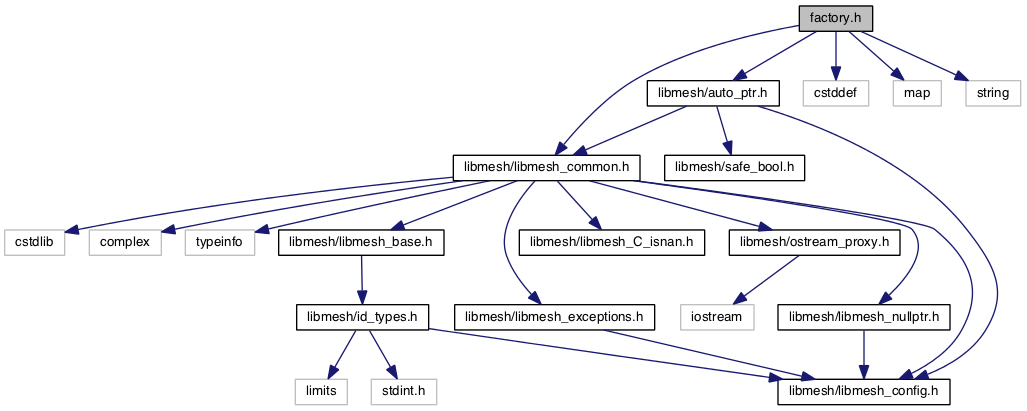 factory.h
libmesh/auto_ptr.h
cstddef
map
string
libmesh/libmesh_common.h
libmesh/safe_bool.h
cstdlib
complex
typeinfo
libmesh/libmesh_base.h
libmesh/libmesh_C_isnan.h
libmesh/ostream_proxy.h
libmesh/id_types.h
libmesh/libmesh_exceptions.h
iostream
libmesh/libmesh_nullptr.h
limits
stdint.h
libmesh/libmesh_config.h